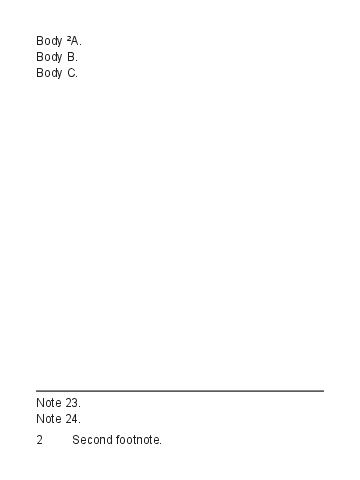 Body ²A.
Body B.
Body C.
Note 23.
Note 24.
2 Second footnote.